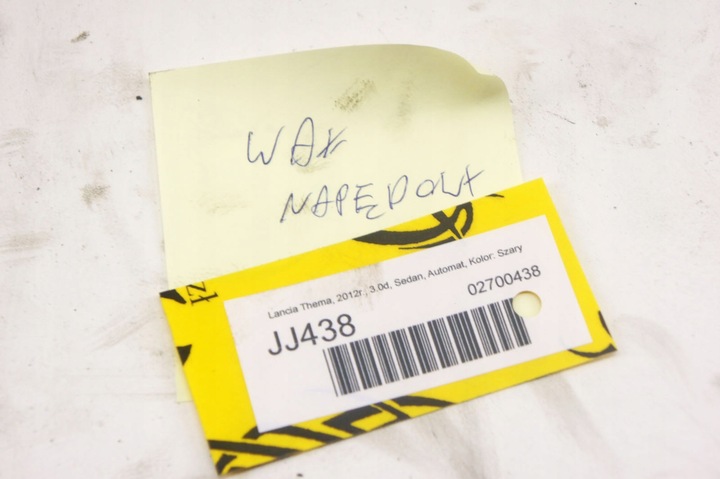 WAł
NAPĘDOWY
Lancia Thema, 2012r., 3.0d, Sedan, Automat, Kolor: Szary
02700438
JJ438